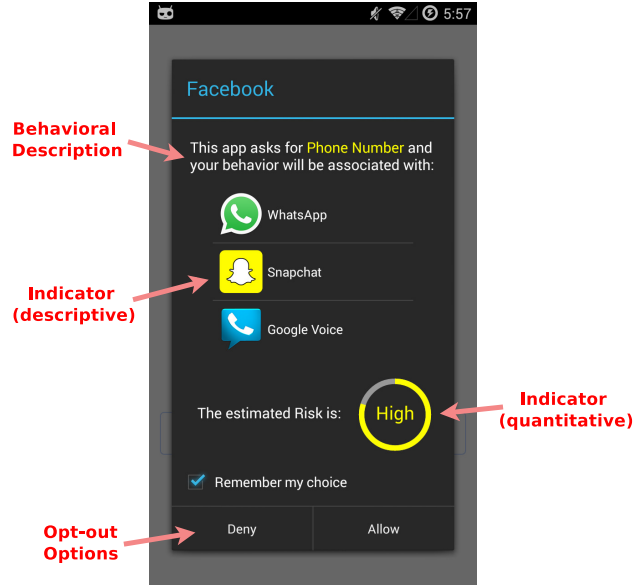 5:57
Facebook
Behavioral
Description
This app asks for Phone Number and
your behavior will be associated with:
WhatsApp
Indicator
(descriptive)
Snapchat
Google Voice
The estimated Risk is:
High
Indicator
(quantitative)
Remember my choice
Opt-out
Options
Deny
Allow